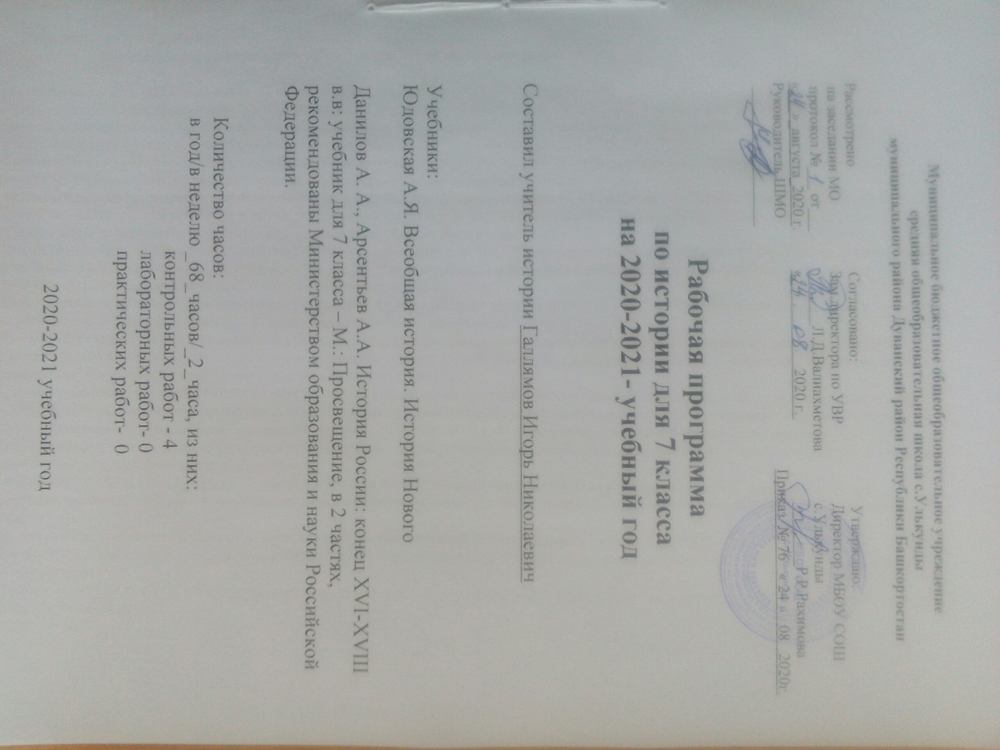 Муниципальное бюджетное общеобразовательное учреждение
средняя общеобразовательная школа с.Улькунды
муниципального района Дуванский район Республики Башкортостан
Рассмотрено
на заседании МО
протокол № 1 от
«24» августа 2020 г.
Руководитель ШМО
Согласовано:
Зам директора по УВР
Л.Д.Валиахметова
«24» 08 2020 г.
Утверждаю:
Директор МБОУ СОШ
с.Улькунды
Р.Р.Рахимова
Приказ № 76 « 24 » 08 2020г.
Рабочая программа
по истории для 7 класса
на 2020-2021- учебный год
Составил учитель истории Галлямов Игорь Николаевич
Учебники:
Юдовская А.Я. Всеобщая история. История Нового
Данилов А. А., Арсентьев А.А. История России: конец XVI-XVIII
в.в: учебник для 7 класса – М.: Просвещение, в 2 частях,
рекомендованы Министерством образования и науки Российской
Федерации.
Количество часов:
в год/в неделю _68_ часов/_2_ часа, из них:
контрольных работ - 4
лабораторных работ- 0
практических работ- 0
2020-2021 учебный год